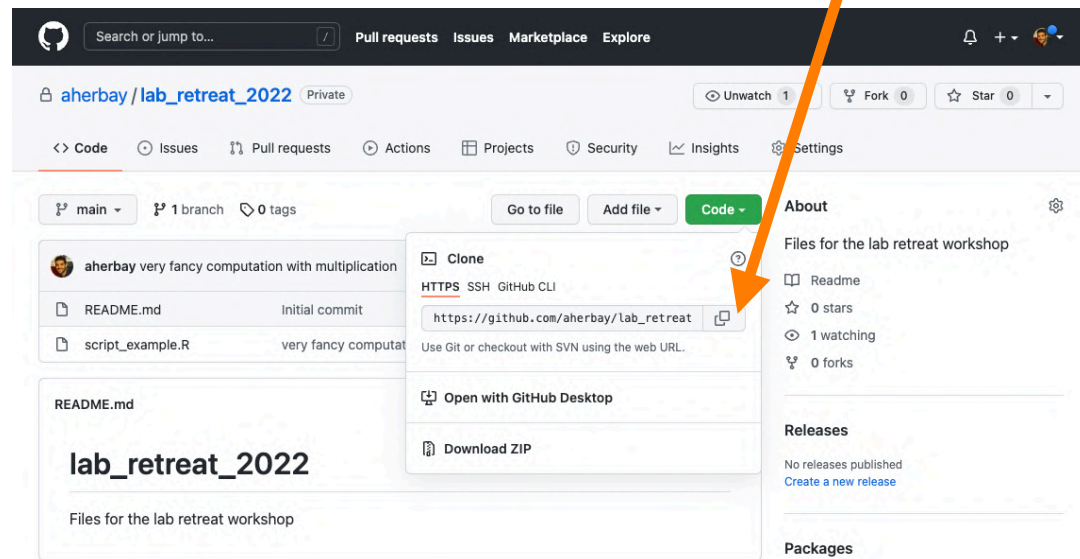 Search or jump to... / Pull requests Issues Marketplace Explore
aherbay / lab_retreat_2022 Private Unwatch 1 Fork 0 Star 0
<> Code Issues Pull requests Actions Projects Security Insights Settings
main 1 branch 0 tags Go to file Add file Code
About
Files for the lab retreat workshop
Readme
0 stars
1 watching
0 forks
Releases
No releases published
Create a new release
Packages
aherbay very fancy computation with multiplication
README.md Initial commit
script_example.R very fancy computat
Clone
HTTPS SSH GitHub CLI
https://github.com/aherbay/lab_retreat
Use Git or checkout with SVN using the web URL.
Open with GitHub Desktop
Download ZIP
README.md
lab_retreat_2022
Files for the lab retreat workshop